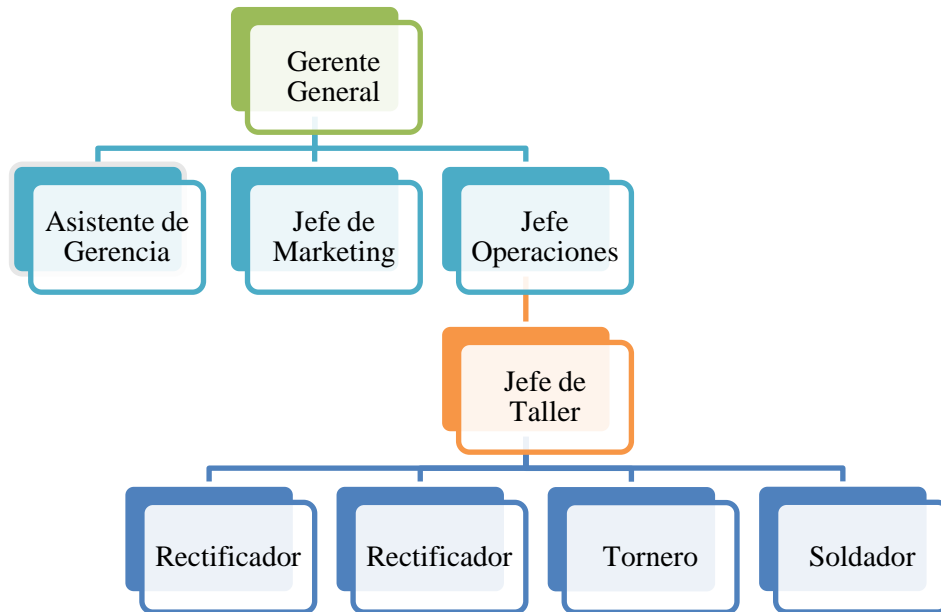 Gerente
General
Asistente de
Gerencia
Jefe de
Marketing
Jefe
Operaciones
Jefe de
Taller
Rectificador
Rectificador
Tornero
Soldador